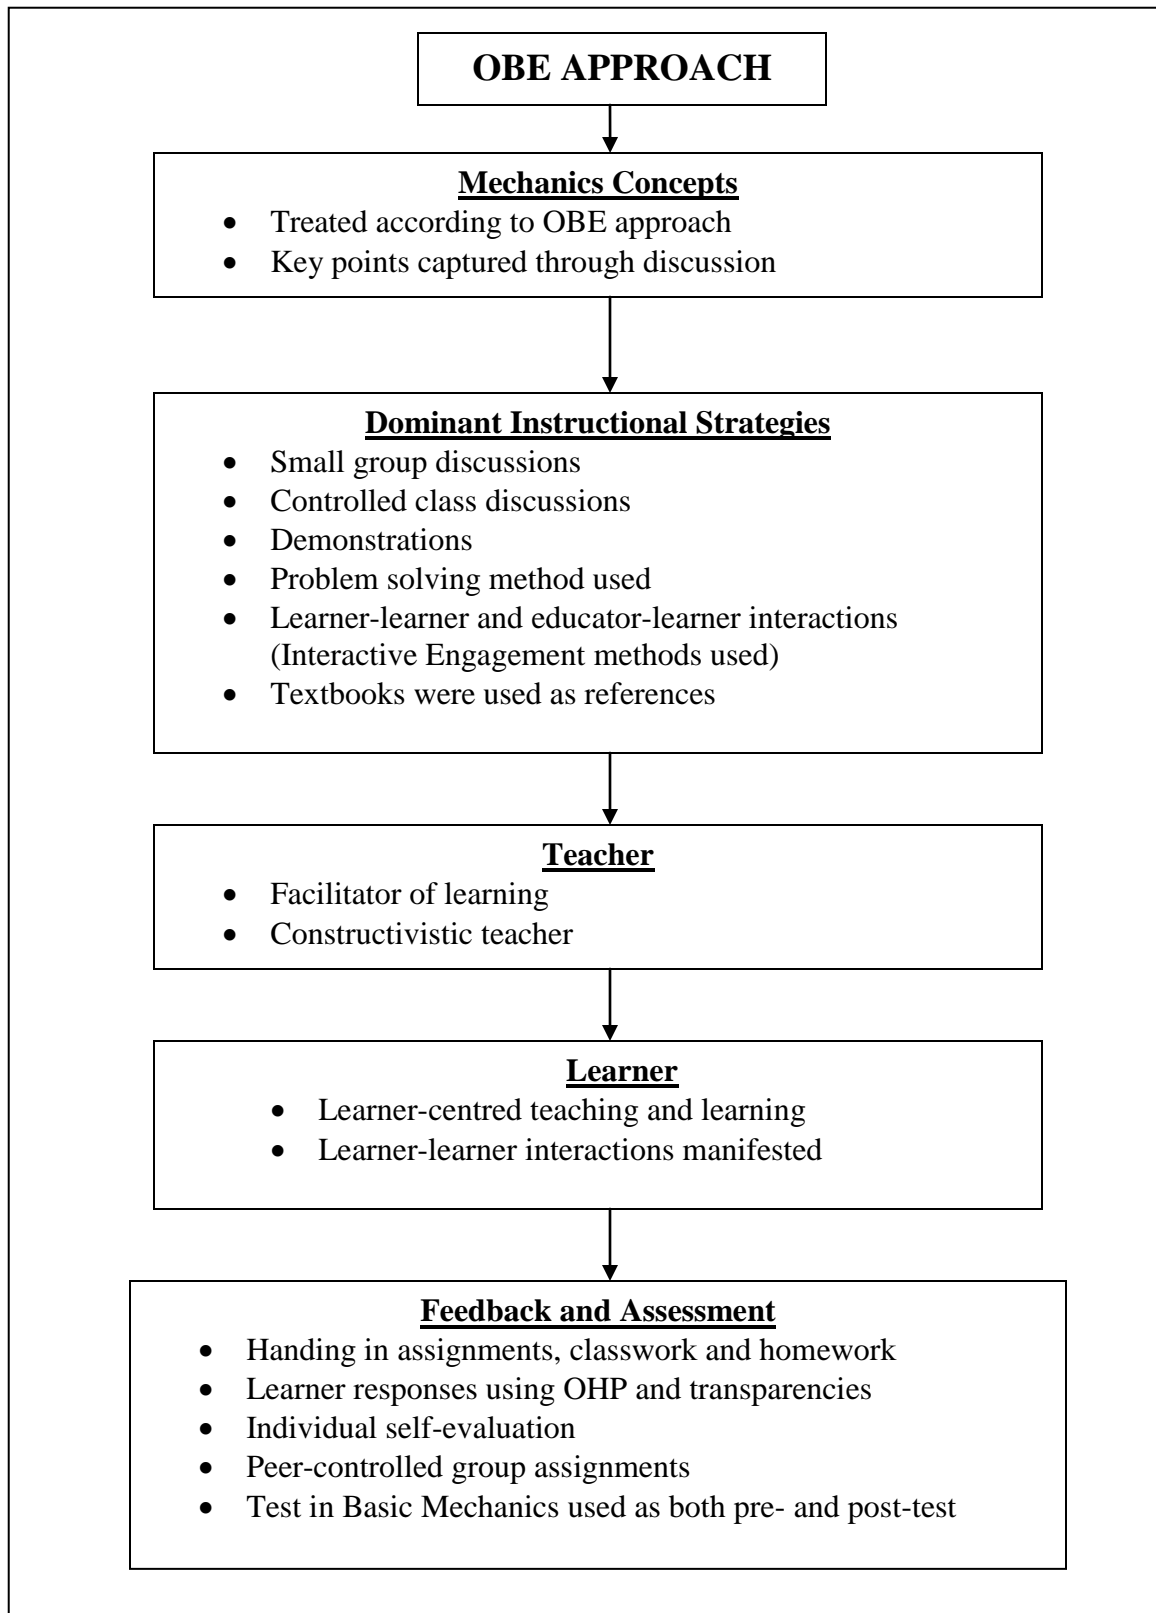 OBE APPROACH
Mechanics Concepts
• Treated according to OBE approach
• Key points captured through discussion
Dominant Instructional Strategies
• Small group discussions
• Controlled class discussions
• Demonstrations
• Problem solving method used
• Learner-learner and educator-learner interactions
(Interactive Engagement methods used)
• Textbooks were used as references
Teacher
• Facilitator of learning
• Constructivistic teacher
Learner
• Learner-centred teaching and learning
• Learner-learner interactions manifested
Feedback and Assessment
• Handing in assignments, classwork and homework
• Learner responses using OHP and transparencies
• Individual self-evaluation
• Peer-controlled group assignments
• Test in Basic Mechanics used as both pre- and post-test